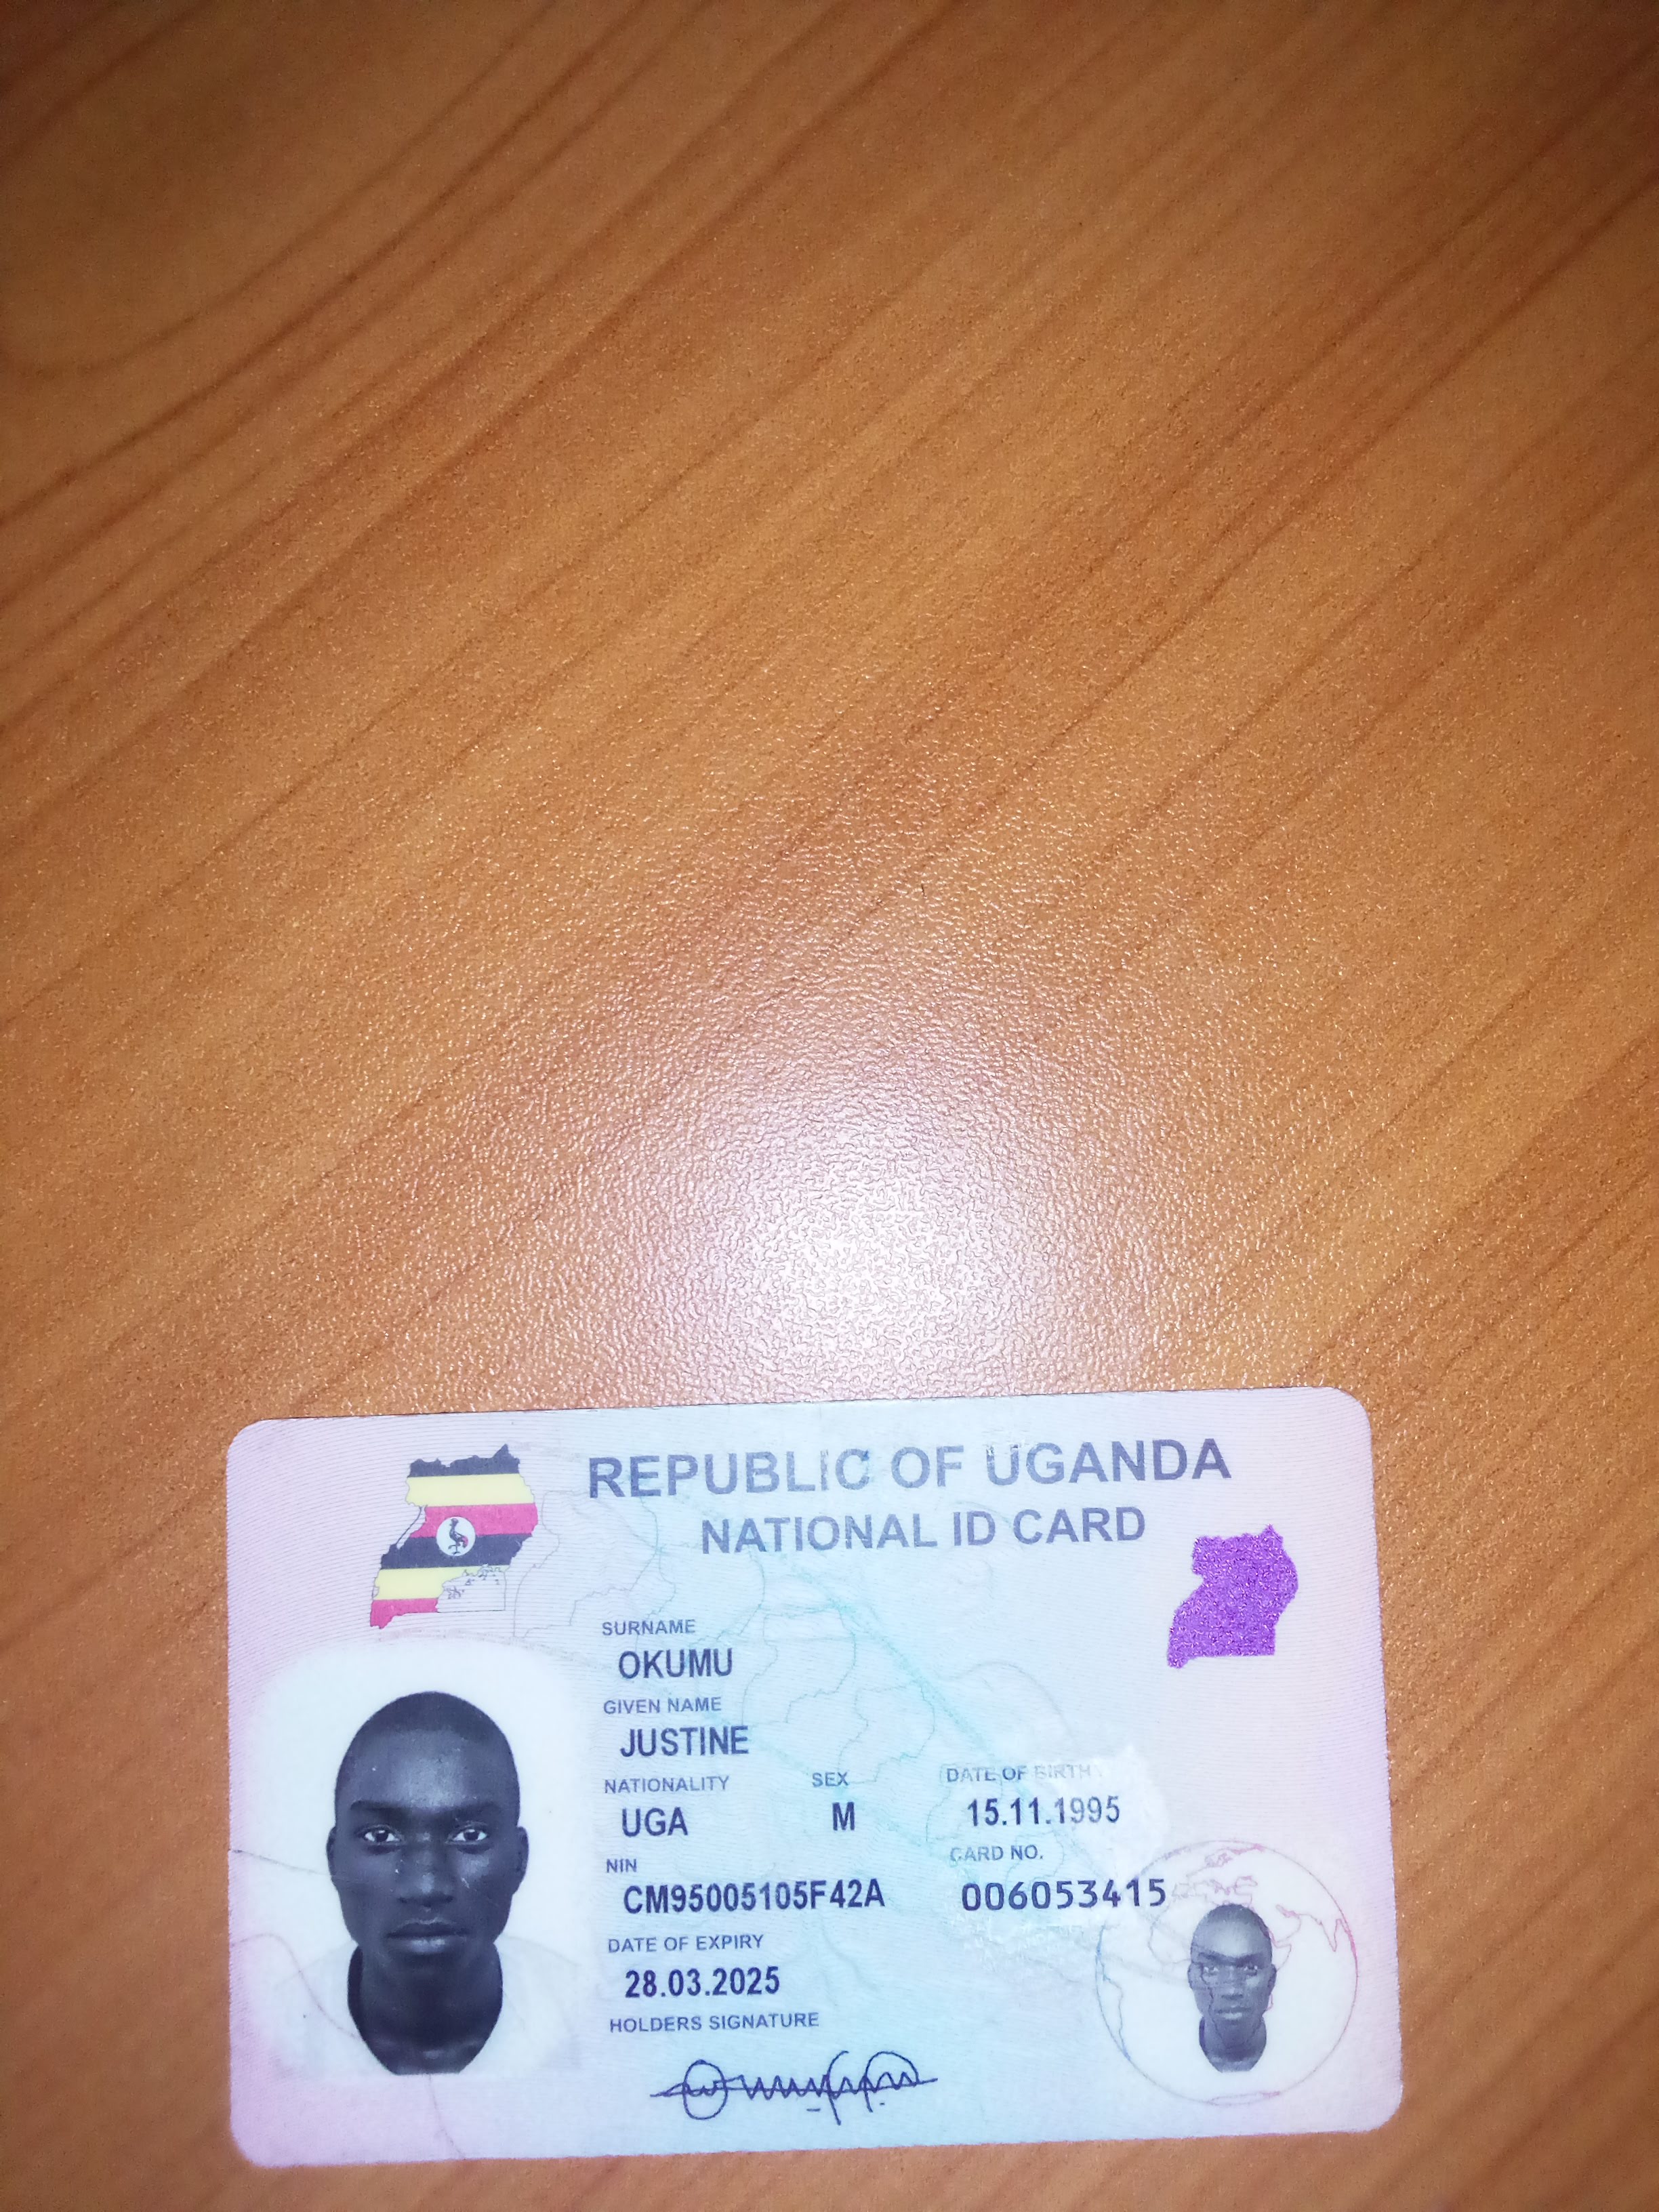 REPUBLIC OF UGANDA
NATIONAL ID CARD
SURNAME
OKUMU
GIVEN NAME
JUSTINE
NATIONALITY SEX DATE OF BIRTH
UGA M 15.11.1995
NIN CARD NO.
CM95005105F42A 006053415
DATE OF EXPIRY
28.03.2025
HOLDERS SIGNATURE